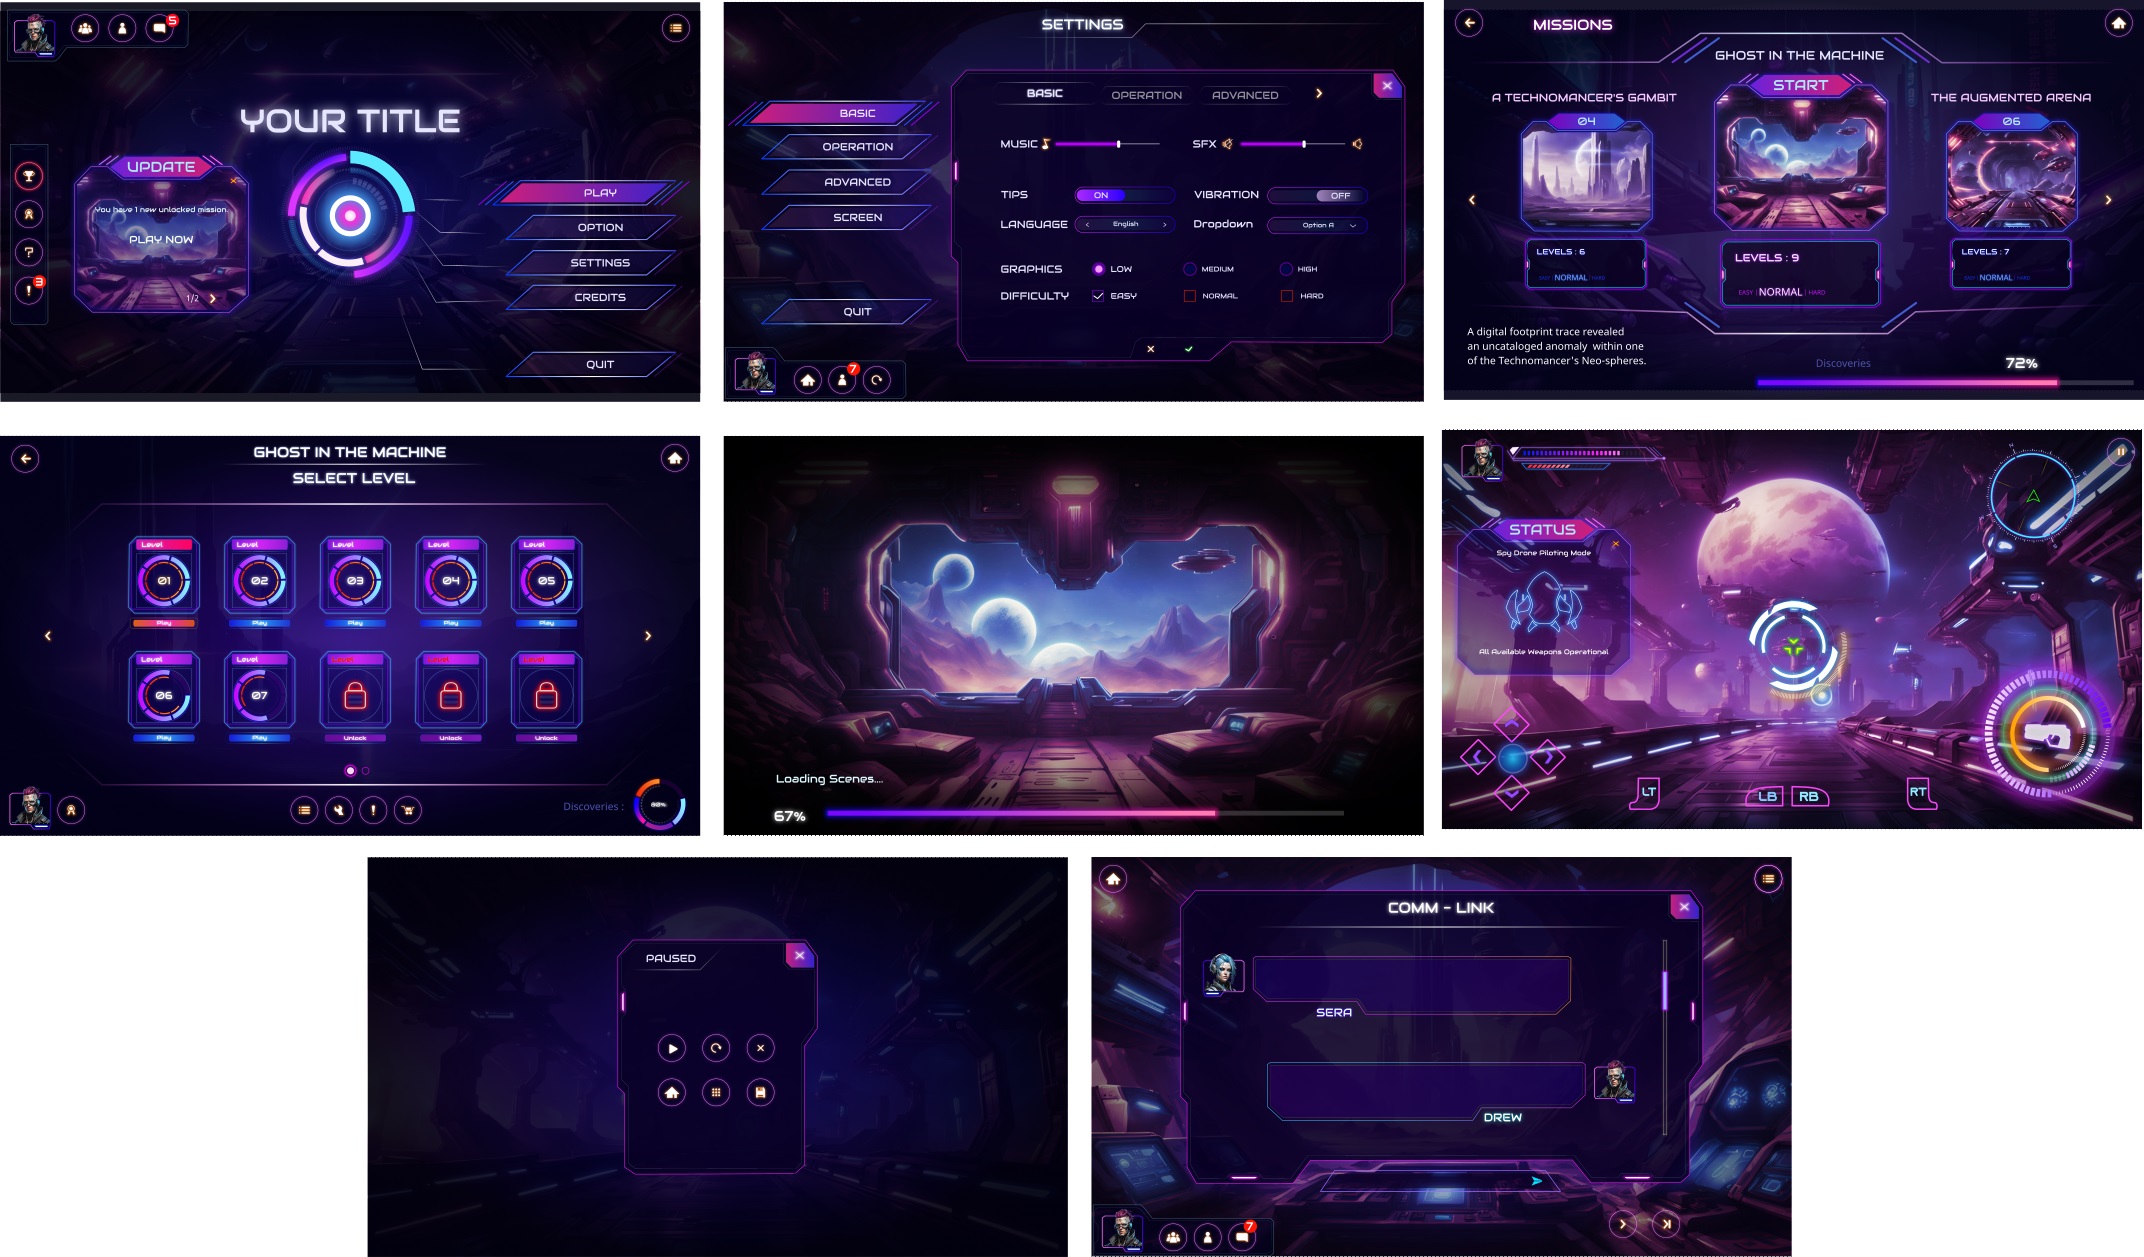 5
YOUR TITLE
UPDATE
You have 1 new unlocked mission.
PLAY NOW
1/2
?
!
3
PLAY
OPTION
SETTINGS
CREDITS
QUIT
SETTINGS
BASIC
OPERATION
ADVANCED
SCREEN
QUIT
BASIC OPERATION ADVANCED
MUSIC SFX
TIPS ON VIBRATION OFF
LANGUAGE English Dropdown Option A
GRAPHICS LOW MEDIUM HIGH
DIFFICULTY EASY NORMAL HARD
7
MISSIONS
GHOST IN THE MACHINE
A TECHNOMANCER'S GAMBIT
START
THE AUGMENTED ARENA
04
06
LEVELS : 6
EASY | NORMAL | HARD
LEVELS : 9
EASY | NORMAL | HARD
LEVELS : 7
EASY | NORMAL | HARD
A digital footprint trace revealed
an uncataloged anomaly within one
of the Technomancer's Neo-spheres.
Discoveries 72%
GHOST IN THE MACHINE
SELECT LEVEL
Level Level Level Level Level
01 02 03 04 05
Play Play Play Play Play
Level Level Level Level Level
06 07
Play Play Unlock Unlock Unlock
!
Discoveries : 80%
Loading Scenes....
67%
STATUS
Spy Drone Piloting Mode
All Available Weapons Operational
LT LB RB RT
PAUSED
COMM - LINK
SERA
DREW
7